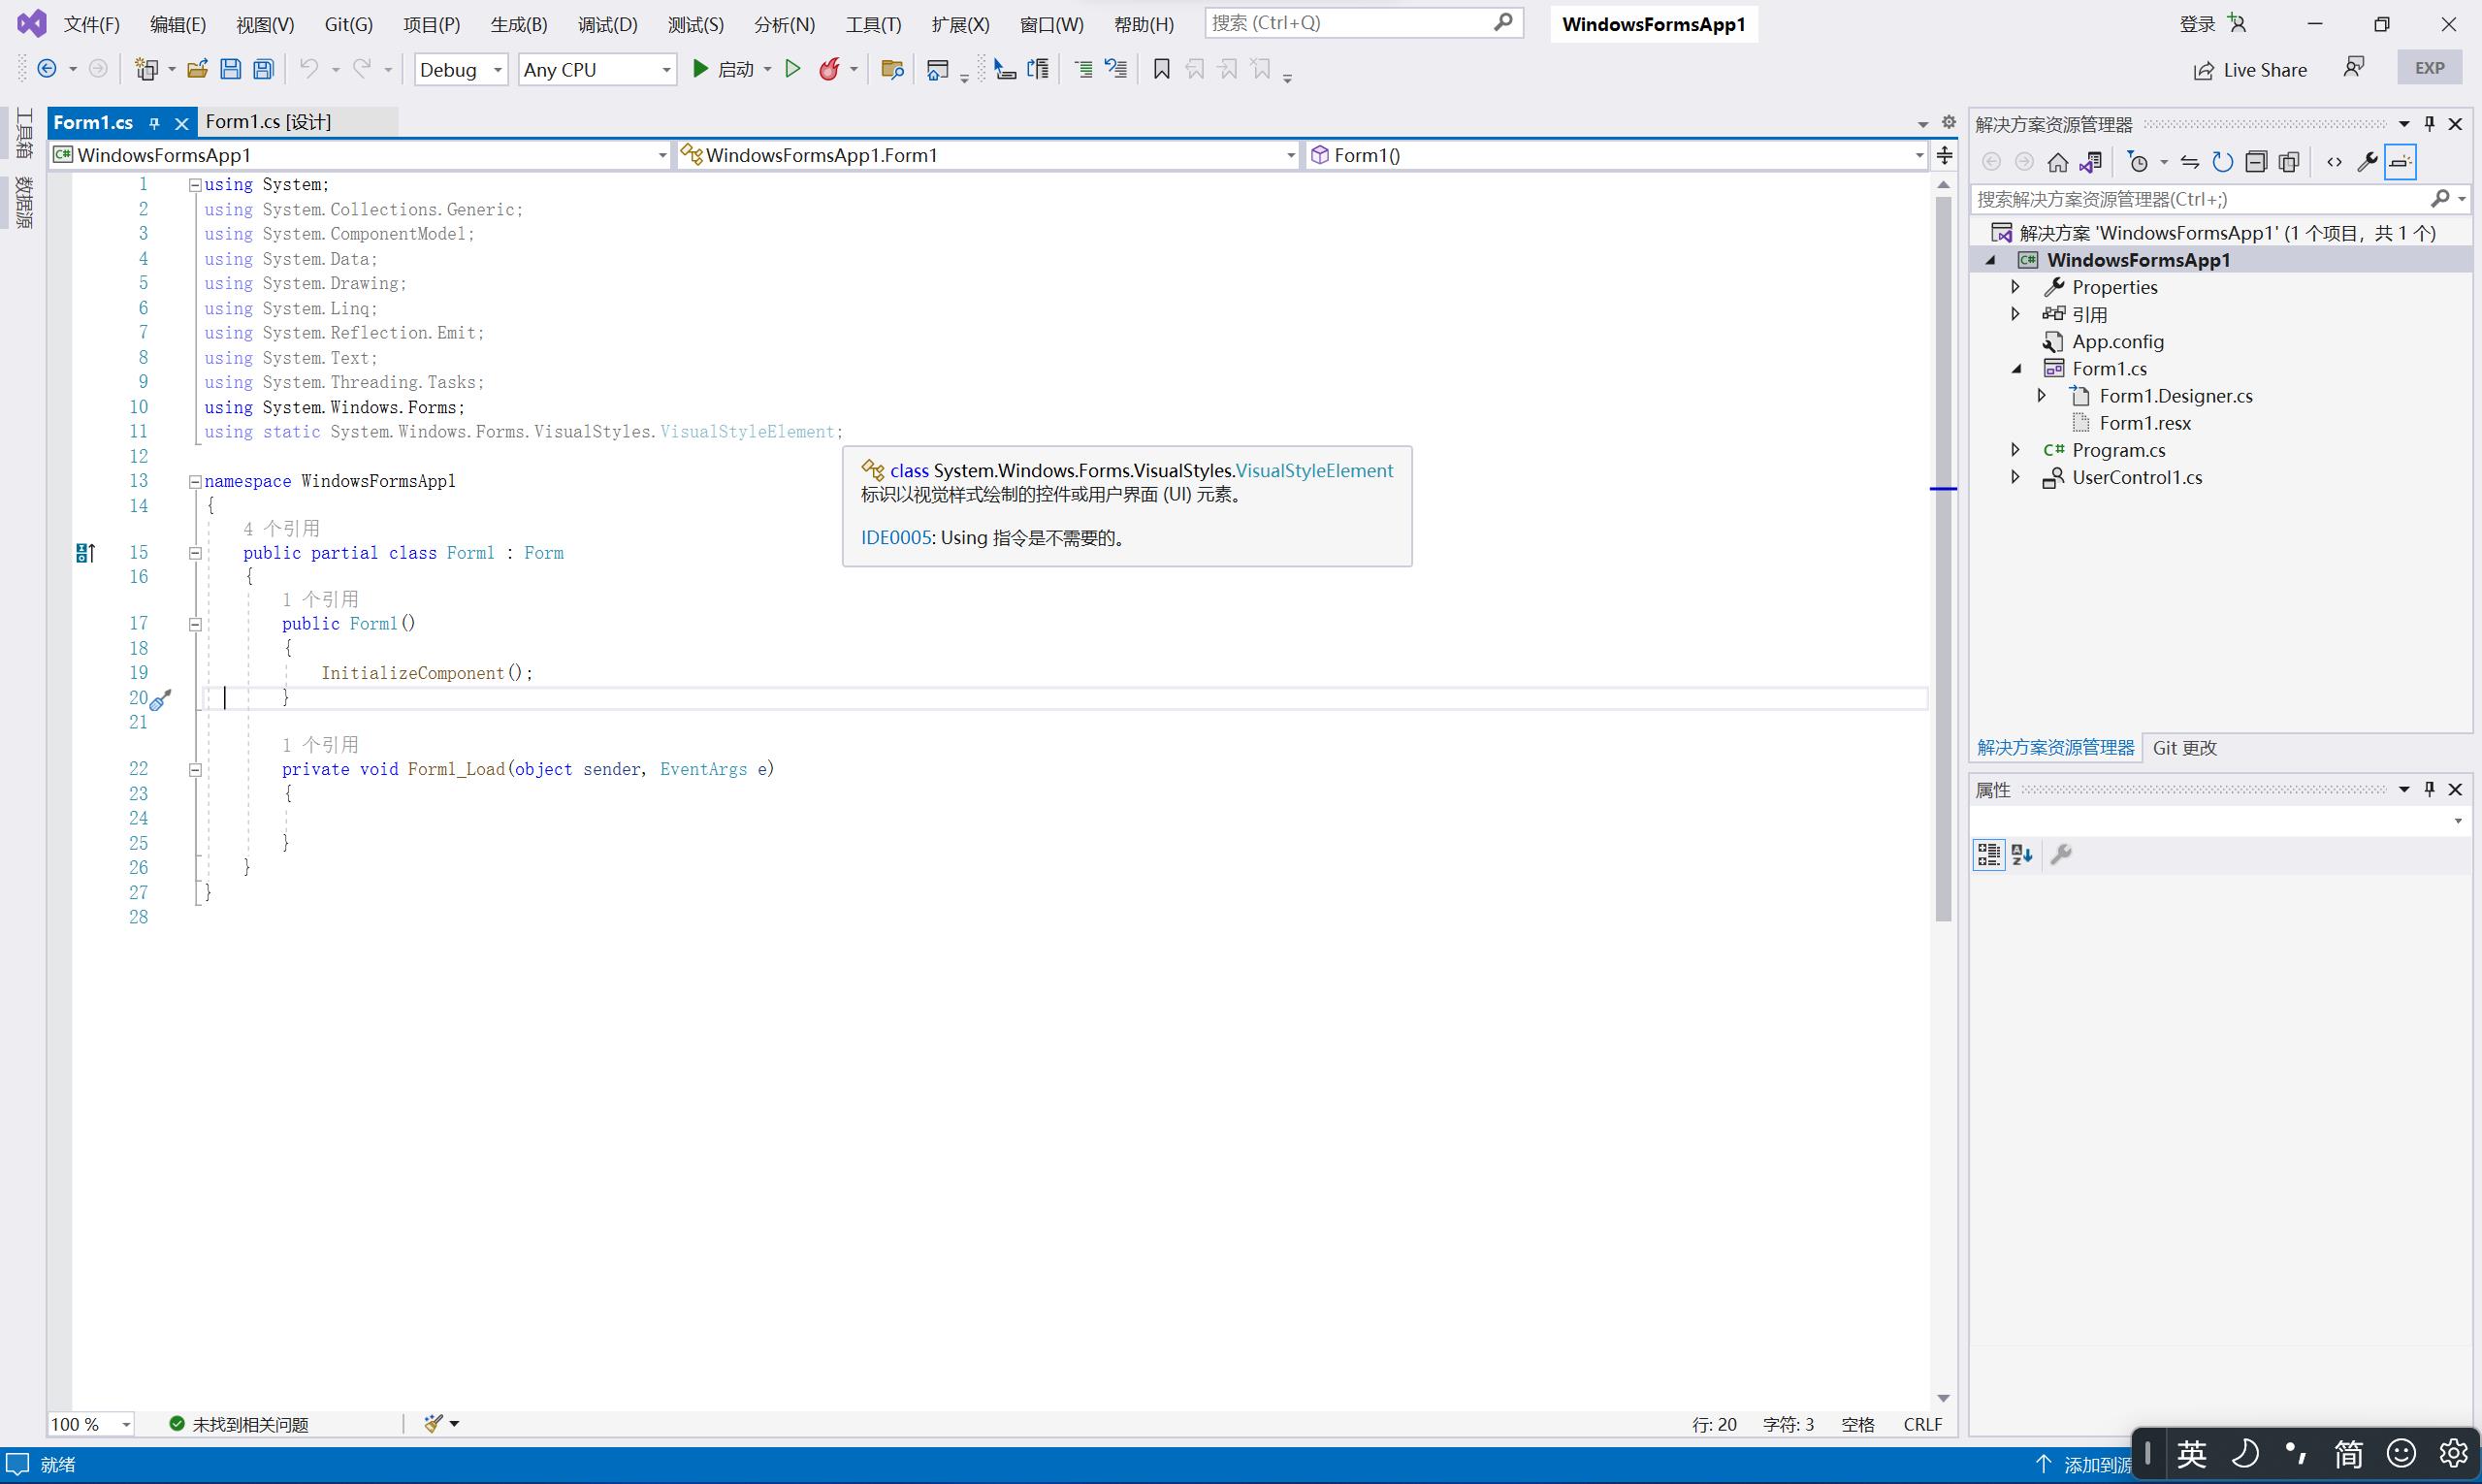 文件(F) 编辑(E) 视图(V) Git(G) 项目(P) 生成(B) 调试(D) 测试(S) 分析(N) 工具(T) 扩展(X) 窗口(W) 帮助(H) 搜索 (Ctrl+Q) WindowsFormsApp1 登录
Debug Any CPU 启动 Live Share EXP
工具箱
数据源
Form1.cs Form1.cs [设计]
WindowsFormsApp1 WindowsFormsApp1.Form1 Form1()
1 using System;
2 using System.Collections.Generic;
3 using System.ComponentModel;
4 using System.Data;
5 using System.Drawing;
6 using System.Linq;
7 using System.Reflection.Emit;
8 using System.Text;
9 using System.Threading.Tasks;
10 using System.Windows.Forms;
11 using static System.Windows.Forms.VisualStyles.VisualStyleElement;
12
13 namespace WindowsFormsApp1
14 {
4 个引用
15 public partial class Form1 : Form
16 {
1 个引用
17 public Form1()
18 {
19 InitializeComponent();
20 }
21
1 个引用
22 private void Form1_Load(object sender, EventArgs e)
23 {
24
25 }
26 }
27 }
28
class System.Windows.Forms.VisualStyles.VisualStyleElement
标识以视觉样式绘制的控件或用户界面 (UI) 元素。
IDE0005: Using 指令是不需要的。
100 % 未找到相关问题 行: 20 字符: 3 空格 CRLF
解决方案资源管理器
搜索解决方案资源管理器(Ctrl+;)
解决方案 'WindowsFormsApp1' (1 个项目，共 1 个)
C# WindowsFormsApp1
Properties
引用
App.config
Form1.cs
Form1.Designer.cs
Form1.resx
C# Program.cs
UserControl1.cs
解决方案资源管理器 Git 更改
属性
就绪 添加到源
英 简